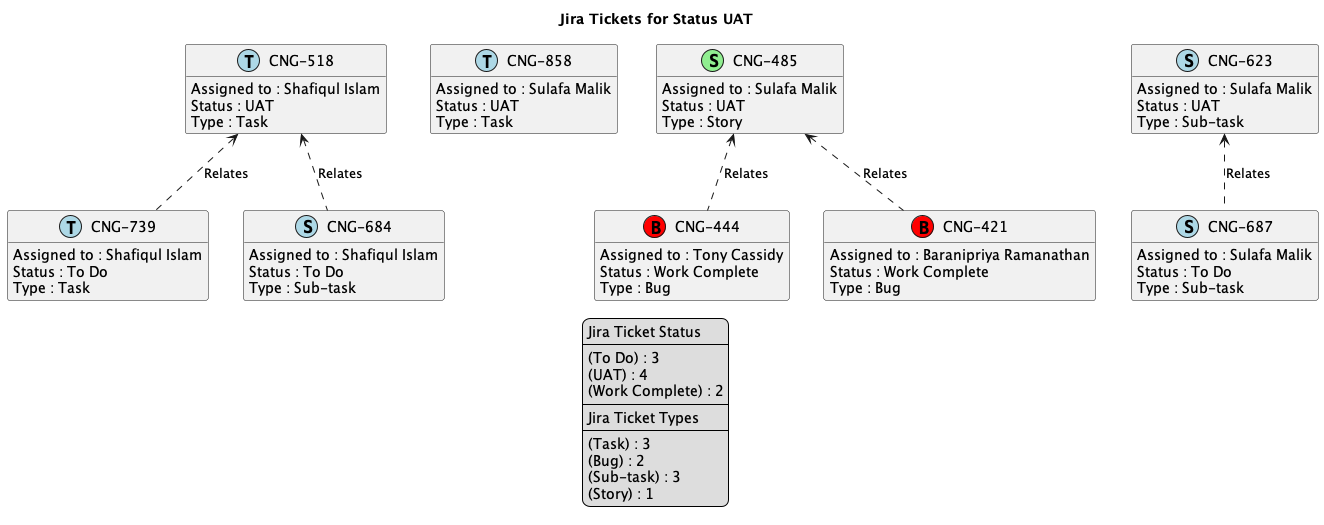 Jira Tickets for Status UAT
T CNG-518
Assigned to : Shafiqul Islam
Status : UAT
Type : Task
T CNG-858
Assigned to : Sulafa Malik
Status : UAT
Type : Task
S CNG-485
Assigned to : Sulafa Malik
Status : UAT
Type : Story
S CNG-623
Assigned to : Sulafa Malik
Status : UAT
Type : Sub-task
Relates
Relates
Relates
Relates
Relates
T CNG-739
Assigned to : Shafiqul Islam
Status : To Do
Type : Task
S CNG-684
Assigned to : Shafiqul Islam
Status : To Do
Type : Sub-task
B CNG-444
Assigned to : Tony Cassidy
Status : Work Complete
Type : Bug
B CNG-421
Assigned to : Baranipriya Ramanathan
Status : Work Complete
Type : Bug
S CNG-687
Assigned to : Sulafa Malik
Status : To Do
Type : Sub-task
Jira Ticket Status
(To Do) : 3
(UAT) : 4
(Work Complete) : 2
Jira Ticket Types
(Task) : 3
(Bug) : 2
(Sub-task) : 3
(Story) : 1